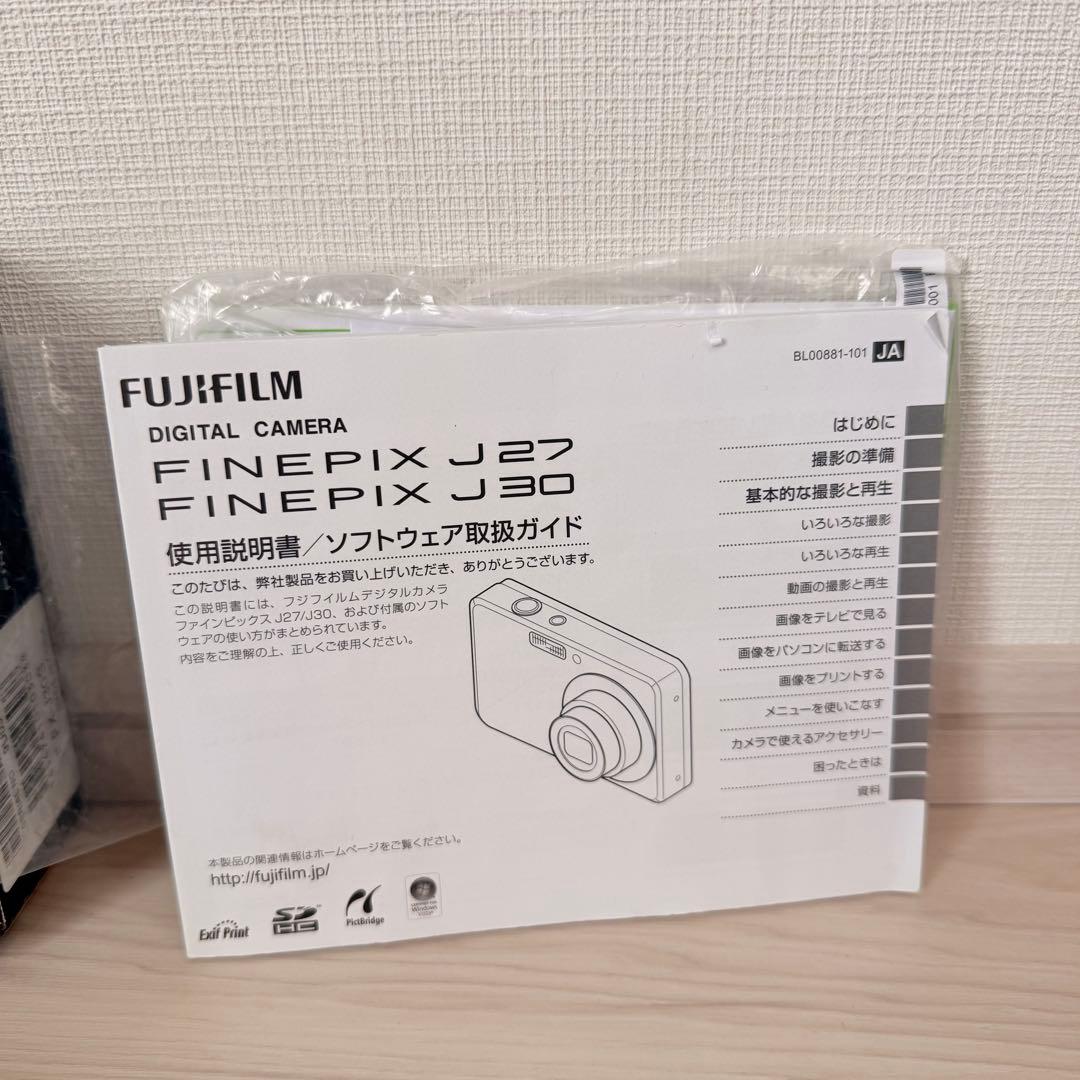 FUJIFILM
DIGITAL CAMERA
FINEPIX J27
FINEPIX J30
使用説明書/ソフトウェア取扱ガイド
このたびは、弊社製品をお買い上げいただき、ありがとうございます。
この説明書には、フジフイルムデジタルカメラ
ファインピックス J27/J30、および付属のソフト
ウェアの使い方がまとめられています。
内容をご理解の上、正しくご使用ください。
BL00881-101 JA
はじめに
撮影の準備
基本的な撮影と再生
いろいろな撮影
いろいろな再生
動画の撮影と再生
画像をテレビで見る
画像をパソコンに転送する
画像をプリントする
メニューを使いこなす
カメラで使えるアクセサリー
困ったときは
資料
本製品の関連情報はホームページをご覧ください。
http://fujifilm.jp/
Exif Print
SD
HC
PictBridge
Windows
001